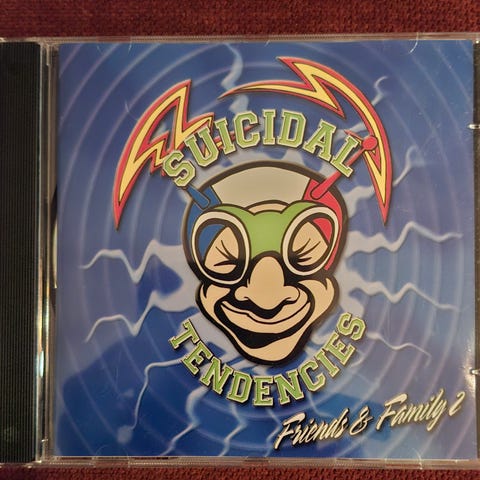 SUICIDAL
TENDENCIES
Friends & Family 2